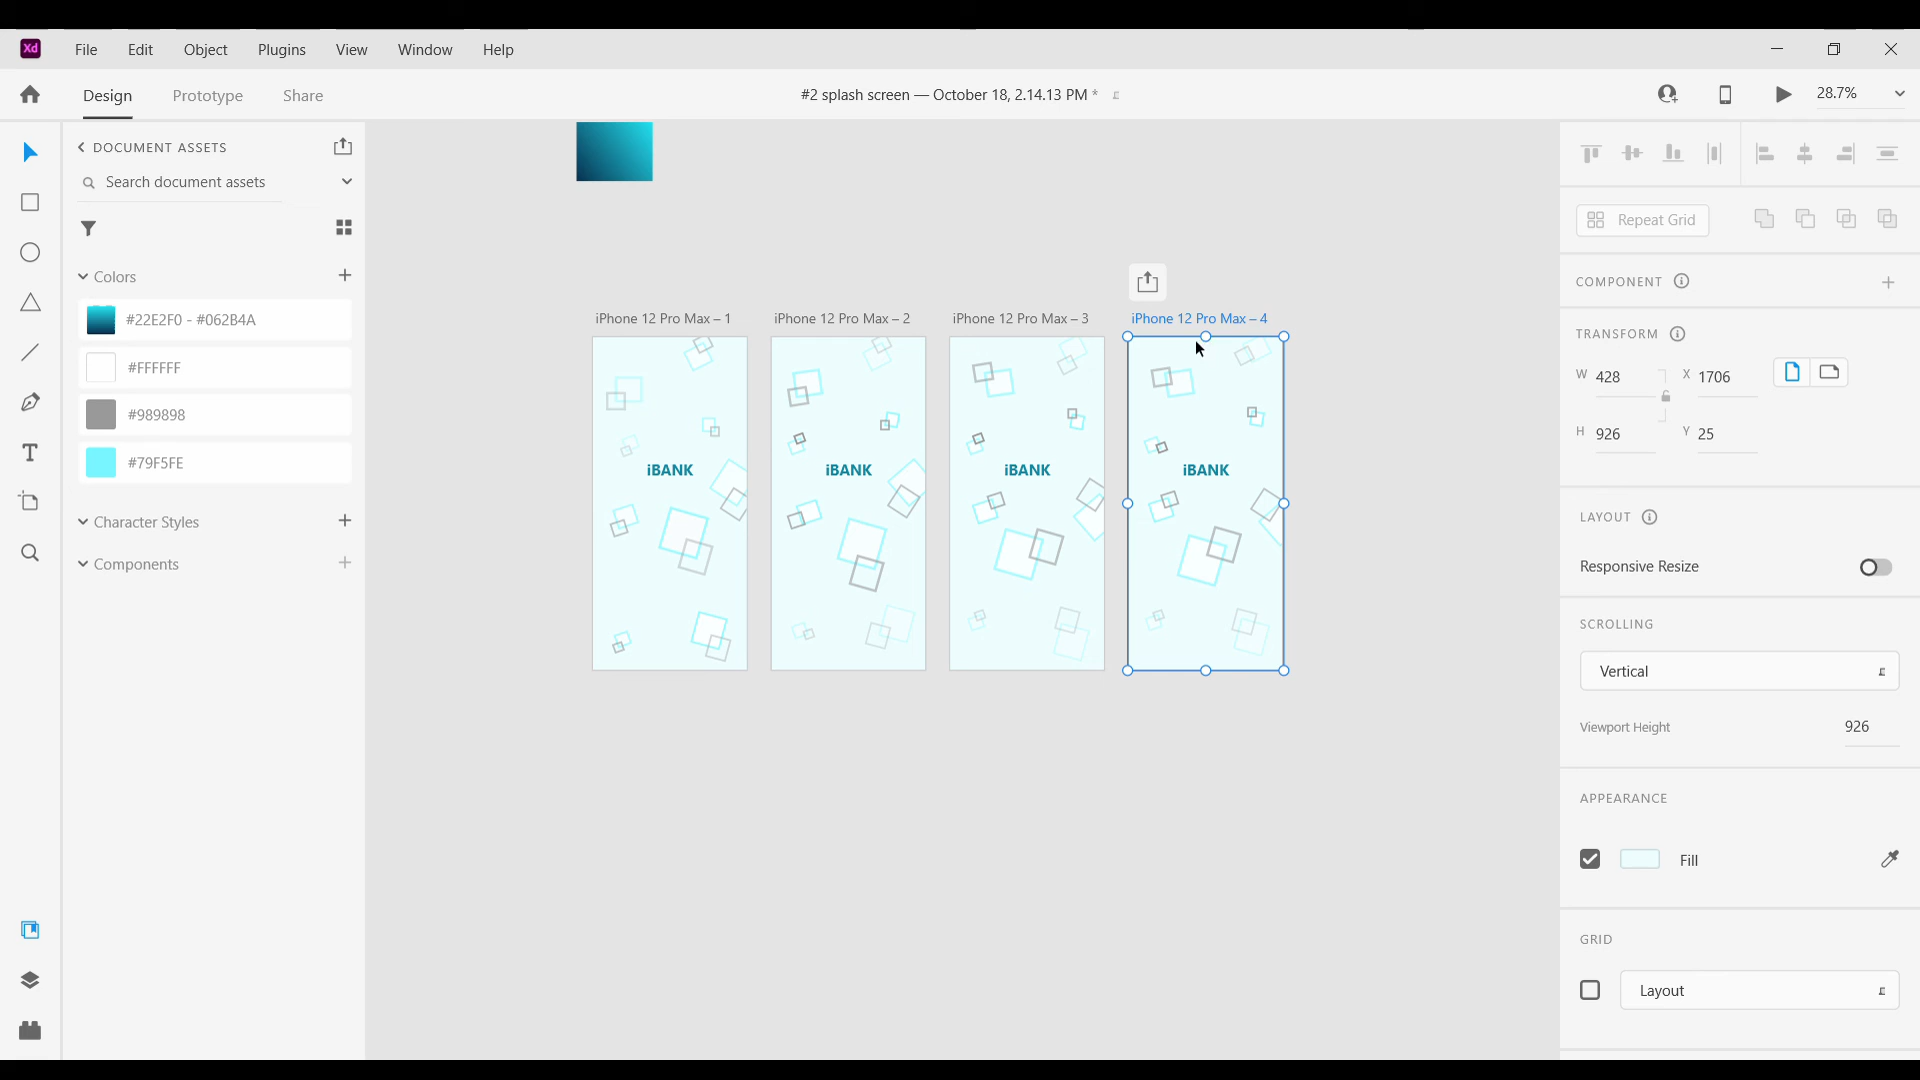 Xd File Edit Object Plugins View Window Help
Design Prototype Share #2 splash screen — October 18, 2.14.13 PM * 28.7%
DOCUMENT ASSETS
Search document assets
Colors
#22E2F0 - #062B4A
#FFFFFF
#989898
#79F5FE
Character Styles
Components
iPhone 12 Pro Max – 1 iPhone 12 Pro Max – 2 iPhone 12 Pro Max – 3 iPhone 12 Pro Max – 4
iBANK iBANK iBANK iBANK
Repeat Grid
COMPONENT
TRANSFORM
W 428 X 1706
H 926 Y 25
LAYOUT
Responsive Resize
SCROLLING
Vertical
Viewport Height 926
APPEARANCE
Fill
GRID
Layout